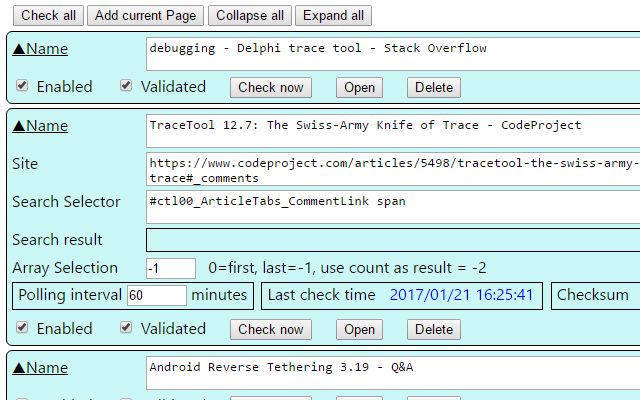 Check all Add current Page Collapse all Expand all
▲Name debugging - Delphi trace tool - Stack Overflow
Enabled Validated Check now Open Delete
▲Name TraceTool 12.7: The Swiss-Army Knife of Trace - CodeProject
Site https://www.codeproject.com/articles/5498/tracetool-the-swiss-army-
trace#_comments
Search Selector #ctl00_ArticleTabs_CommentLink span
Search result
Array Selection -1 0=first, last=-1, use count as result = -2
Polling interval 60 minutes Last check time 2017/01/21 16:25:41 Checksum
Enabled Validated Check now Open Delete
▲Name Android Reverse Tethering 3.19 - Q&A